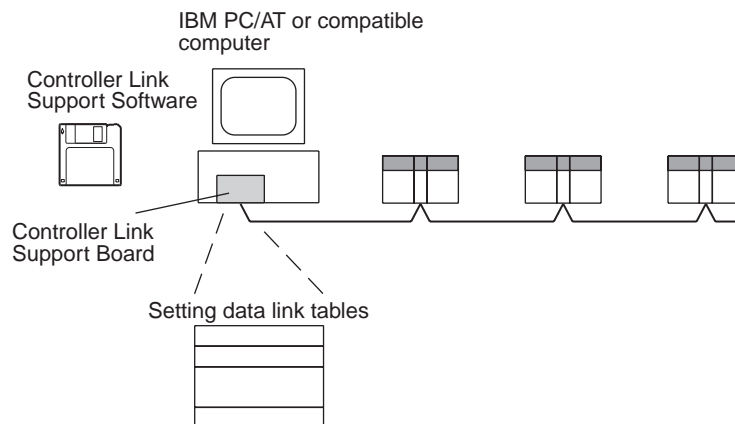 IBM PC/AT or compatible
computer
Controller Link
Support Software
Controller Link
Support Board
Setting data link tables